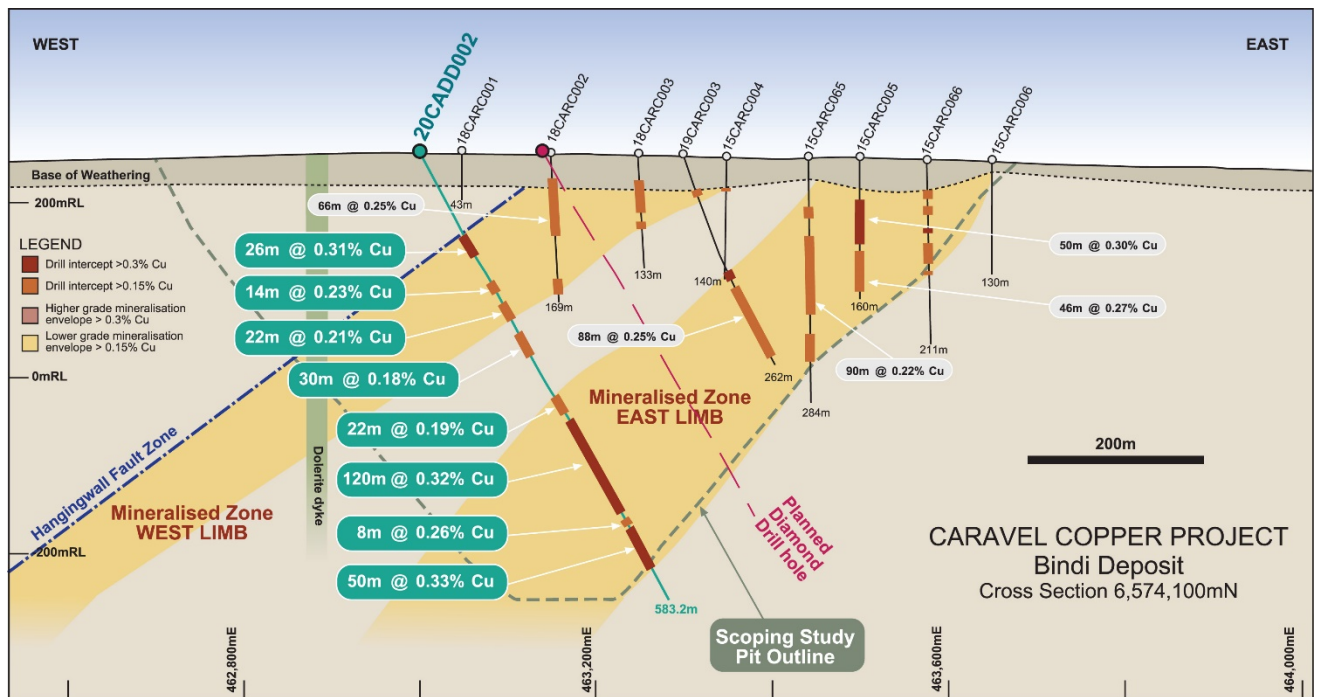 WEST
EAST
20CADD002
18CARC001
18CARC002
18CARC003
19CARC003
15CARC004
15CARC065
15CARC005
15CARC066
15CARC006
Base of Weathering
200mRL
43m
66m @ 0.25% Cu
LEGEND
Drill intercept >0.3% Cu
Drill intercept >0.15% Cu
Higher grade mineralisation
envelope > 0.3% Cu
Lower grade mineralisation
envelope > 0.15% Cu
26m @ 0.31% Cu
14m @ 0.23% Cu
22m @ 0.21% Cu
30m @ 0.18% Cu
22m @ 0.19% Cu
120m @ 0.32% Cu
8m @ 0.26% Cu
50m @ 0.33% Cu
50m @ 0.30% Cu
46m @ 0.27% Cu
133m
140m
169m
160m
130m
211m
88m @ 0.25% Cu
90m @ 0.22% Cu
262m
284m
0mRL
Mineralised Zone
EAST LIMB
200m
Hangingwall Fault Zone
Dolerite dyke
Mineralised Zone
WEST LIMB
-200mRL
Planned
Diamond
Drill hole
CARAVEL COPPER PROJECT
Bindi Deposit
Cross Section 6,574,100mN
583.2m
Scoping Study
Pit Outline
462,800mE
463,200mE
463,600mE
464,000mE